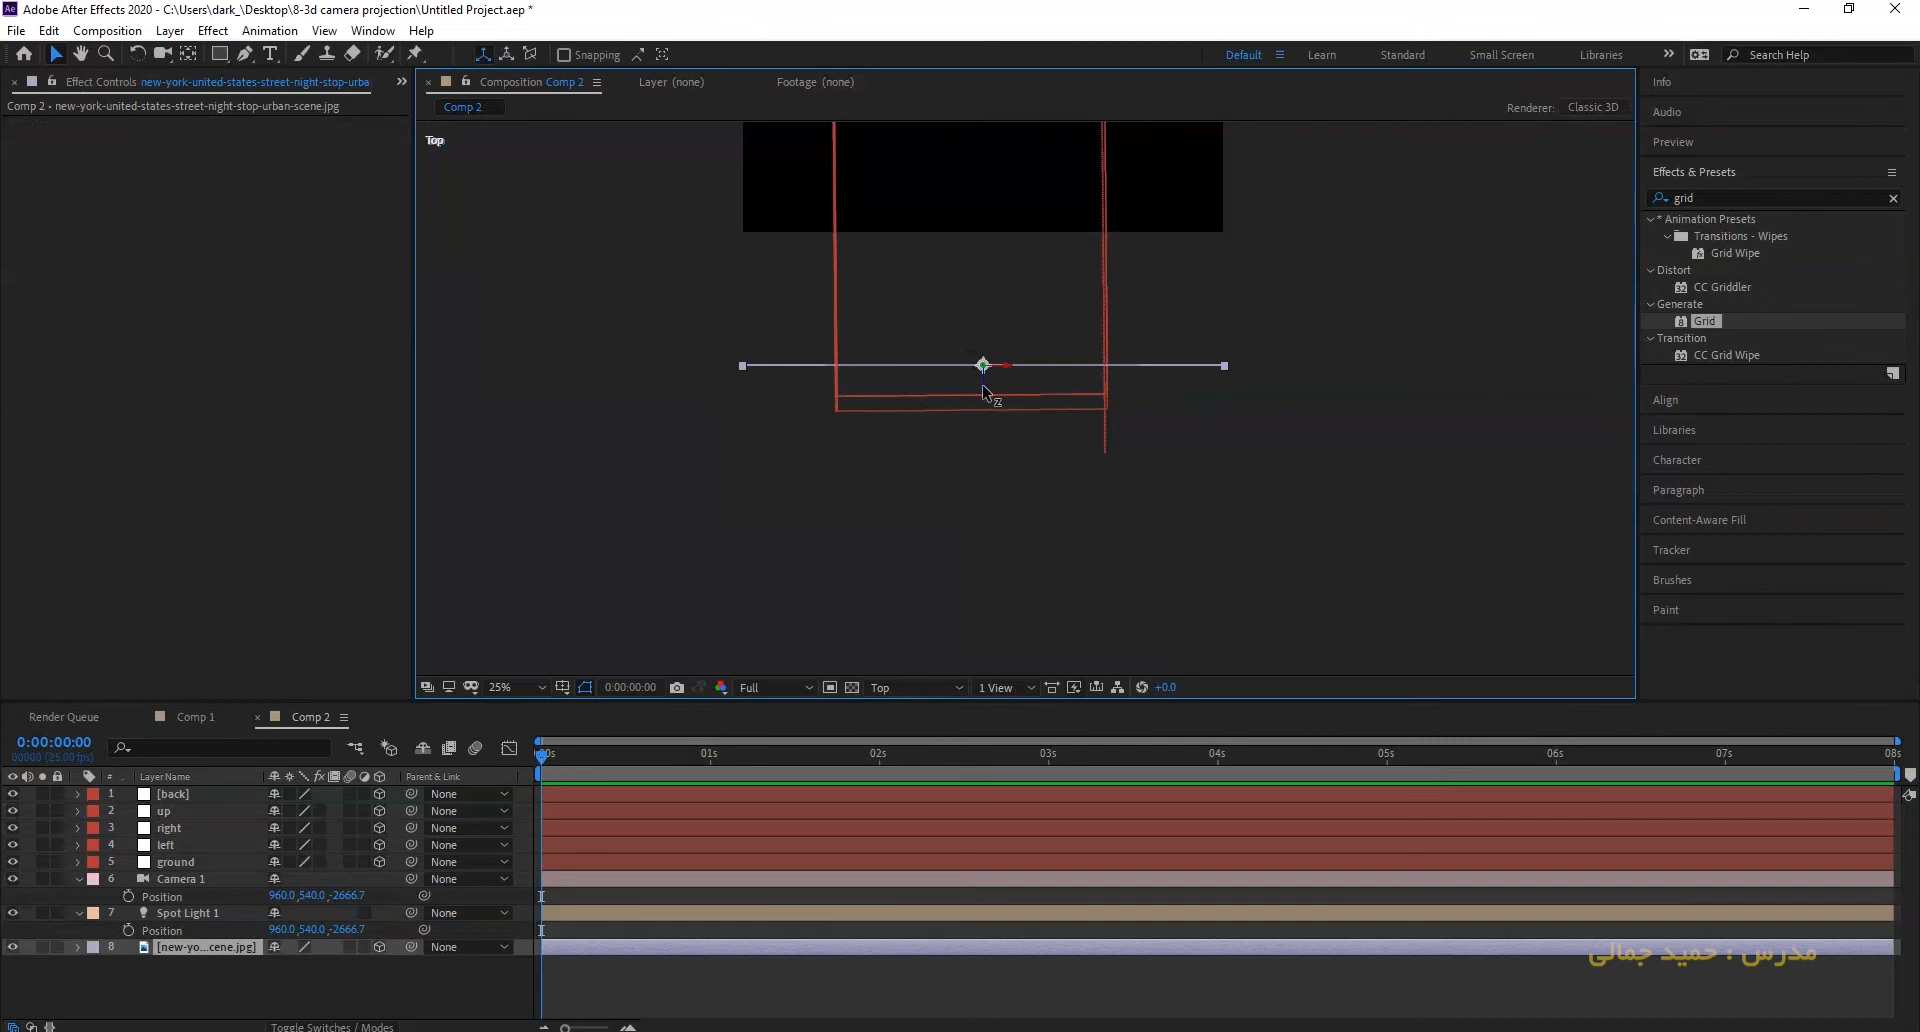 Adobe After Effects 2020 - C:\Users\dark_\Desktop\8-3d camera projection\Untitled Project.aep *
File Edit Composition Layer Effect Animation View Window Help
Snapping
Default Learn Standard Small Screen Libraries Search Help
Effect Controls new-york-united-states-street-night-stop-urba
Composition Comp 2 Layer (none) Footage (none)
Comp 2 • new-york-united-states-street-night-stop-urban-scene.jpg
Comp 2
Renderer: Classic 3D
Top
Info
Audio
Preview
Effects & Presets
grid
* Animation Presets
Transitions - Wipes
Grid Wipe
Distort
CC Griddler
Generate
Grid
Transition
CC Grid Wipe
Align
Libraries
Character
Paragraph
Content-Aware Fill
Tracker
Brushes
Paint
Z
25% 0:00:00:00 Full Top 1 View +0.0
Render Queue Comp 1 Comp 2
0:00:00:00
00000 (25.00 fps)
01s 02s 03s 04s 05s 06s 07s 08s
# Layer Name Parent & Link
1 [back] None
2 up None
3 right None
4 left None
5 ground None
6 Camera 1 None
Position 960.0,540.0,-2666.7
7 Spot Light 1 None
Position 960.0,540.0,-2666.7
8 [new-yo...cene.jpg] None
مدرس : حمید جمالی
Toggle Switches / Modes